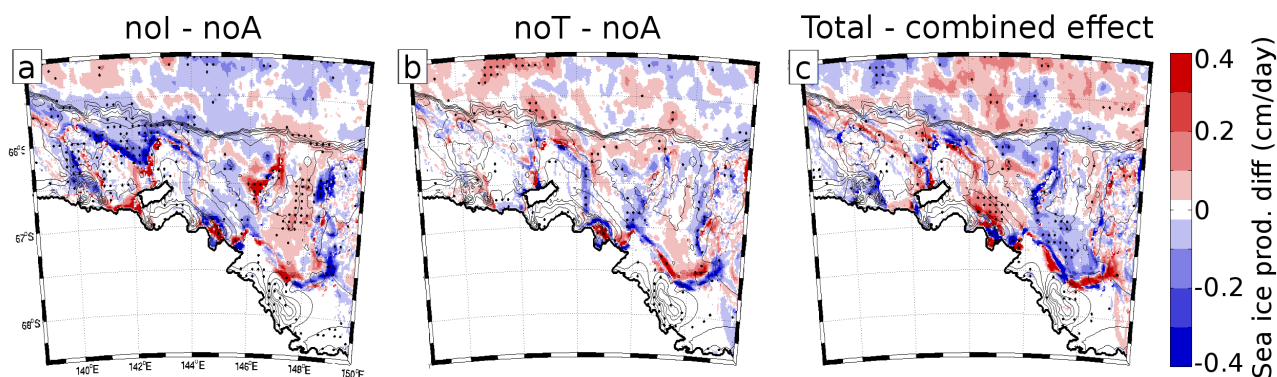 noI - noA
noT - noA
Total - combined effect
a
b
c
0.4
0.2
0
-0.2
-0.4
Sea ice prod. diff (cm/day)
66°S
67°S
68°S
140°E
142°E
144°E
146°E
148°E
150°E